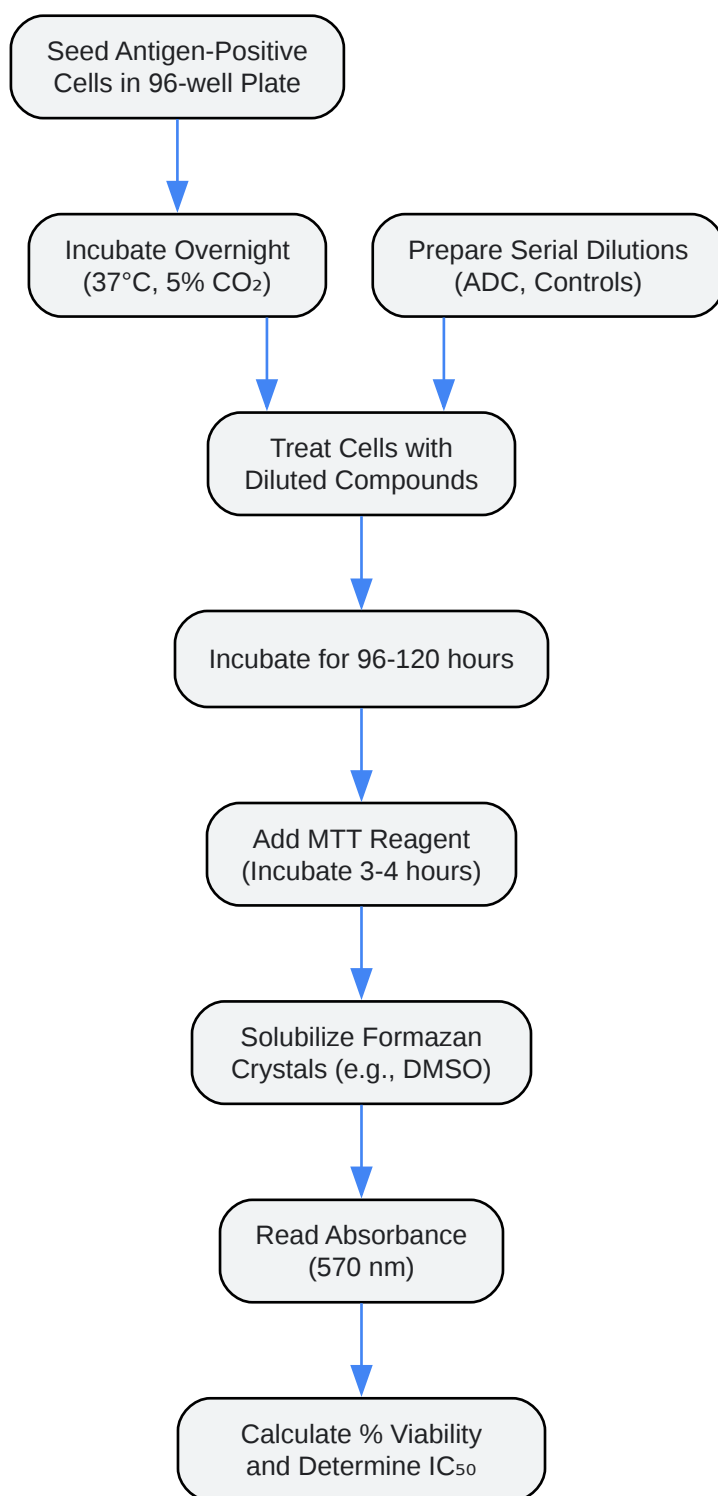 Seed Antigen-Positive
Cells in 96-well Plate
Incubate Overnight
(37°C, 5% CO₂)
Prepare Serial Dilutions
(ADC, Controls)
Treat Cells with
Diluted Compounds
Incubate for 96-120 hours
Add MTT Reagent
(Incubate 3-4 hours)
Solubilize Formazan
Crystals (e.g., DMSO)
Read Absorbance
(570 nm)
Calculate % Viability
and Determine IC₅₀